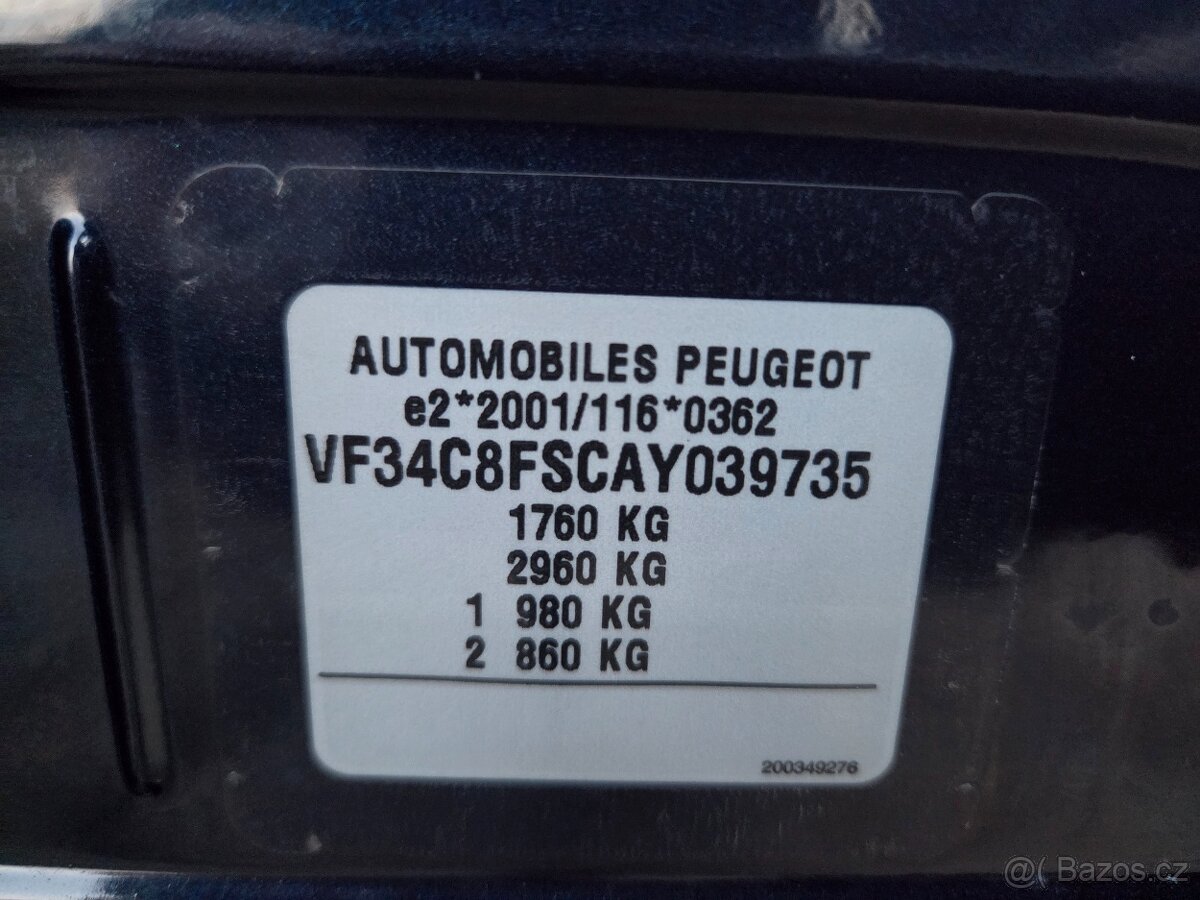 AUTOMOBILES PEUGEOT
e2*2001/116*0362
VF34C8FSCAY039735
1760 KG
2960 KG
1 980 KG
2 860 KG
200349276
@( Bazos.cz